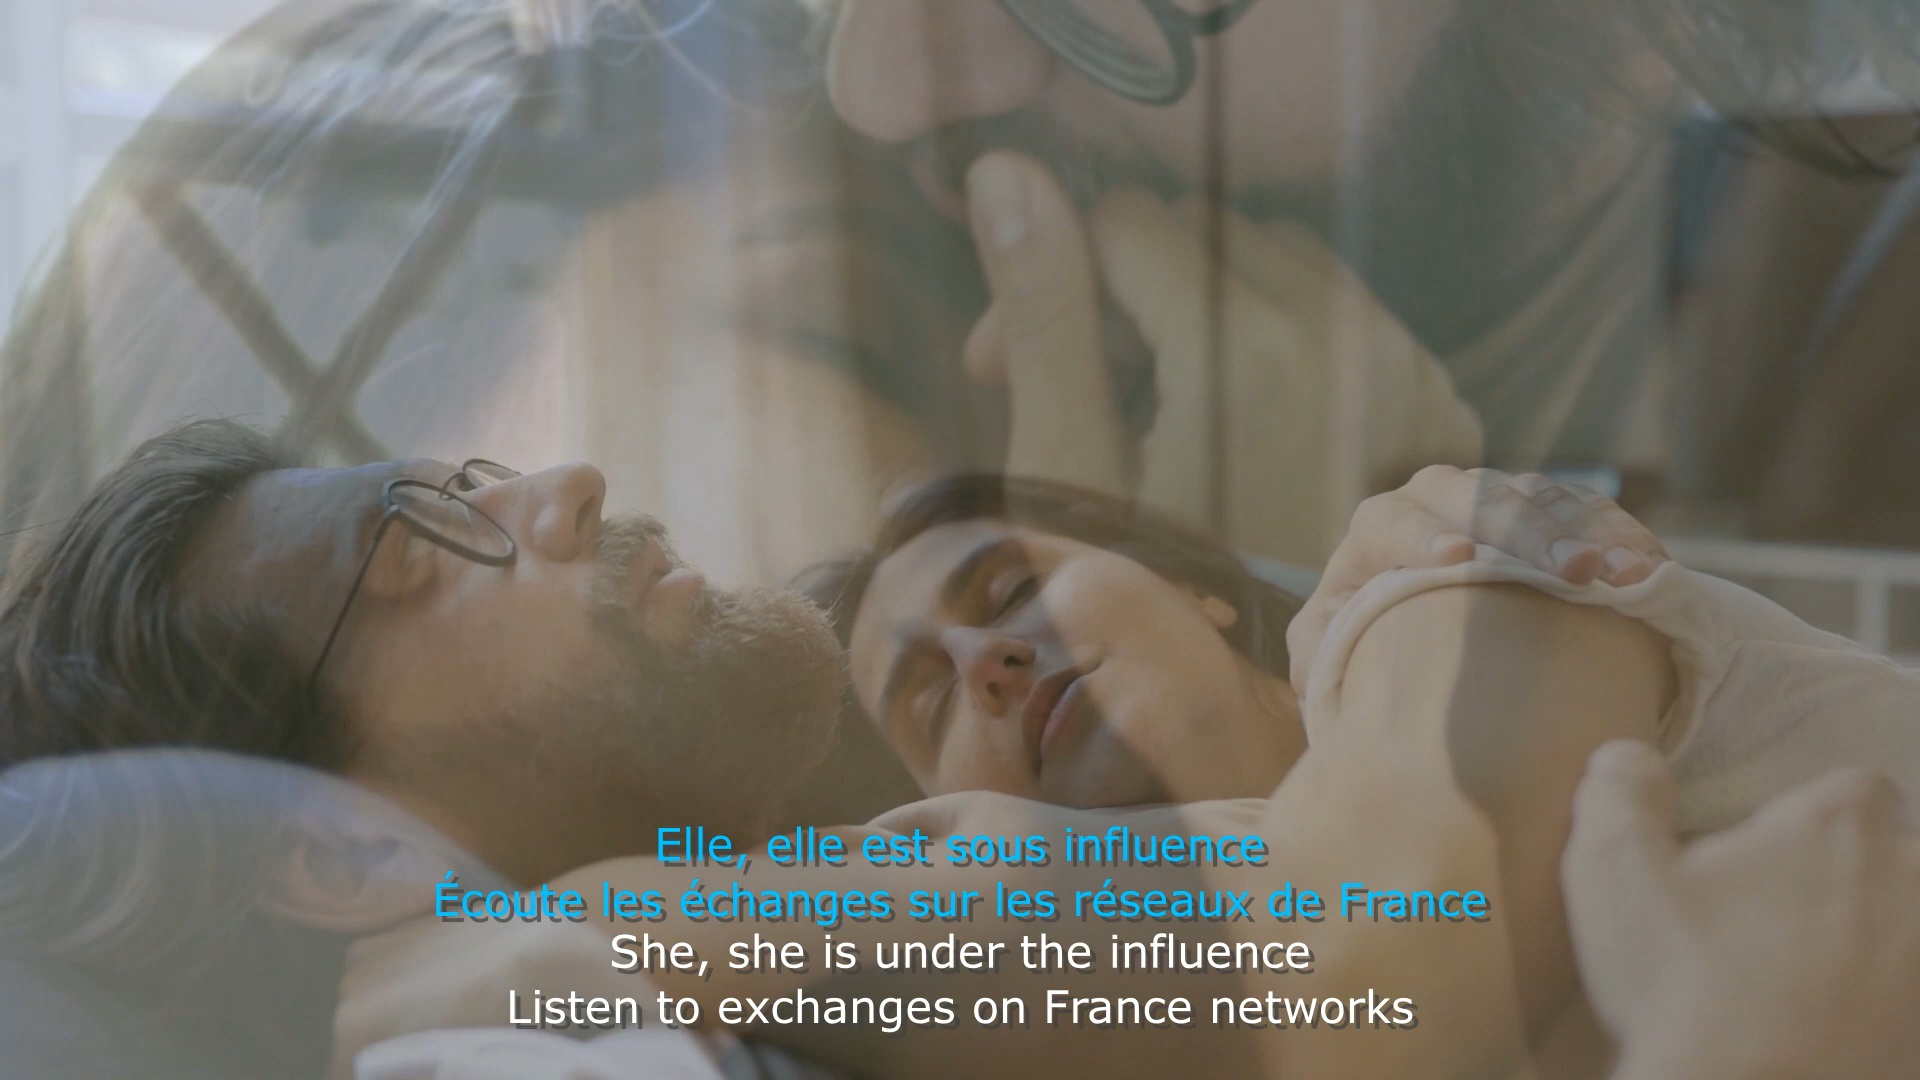 Elle, elle est sous influence
Écoute les échanges sur les réseaux de France
She, she is under the influence
Listen to exchanges on France networks